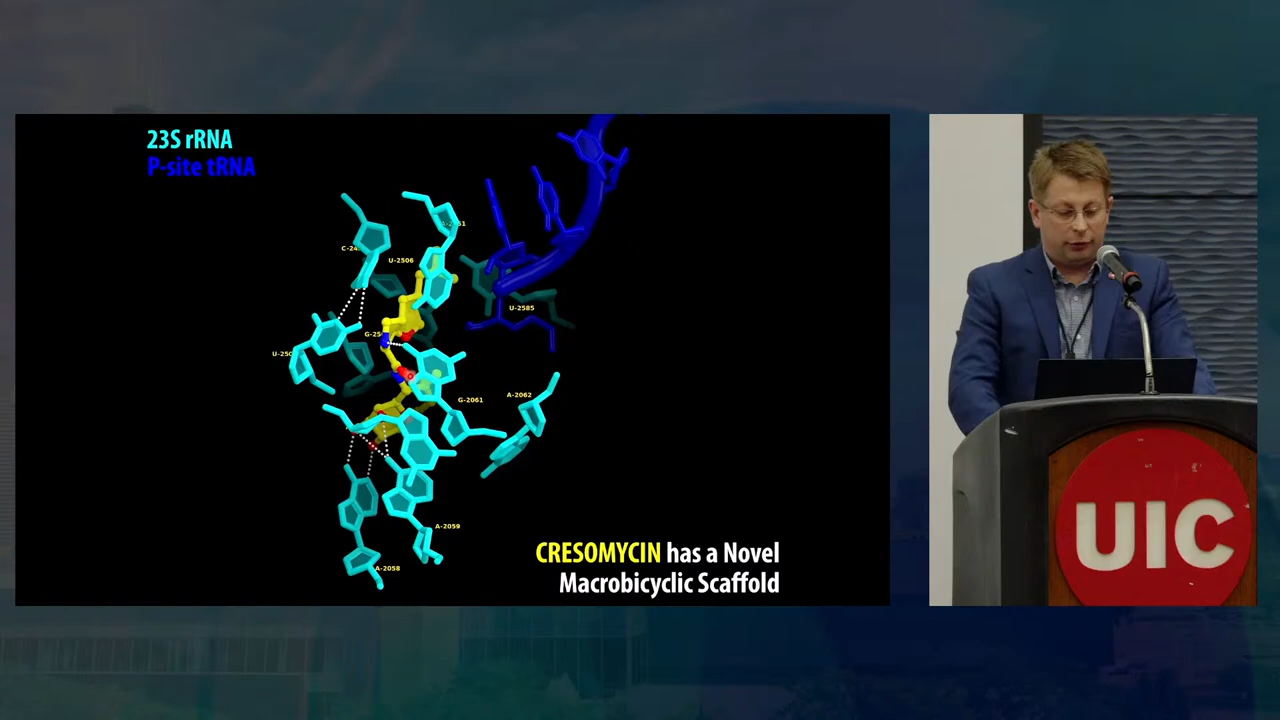 23S rRNA
P-site tRNA
U-2506
U-2585
G-2061
A-2062
A-2059
A-2058
CRESOMYCIN has a Novel
Macrobicyclic Scaffold
UIC